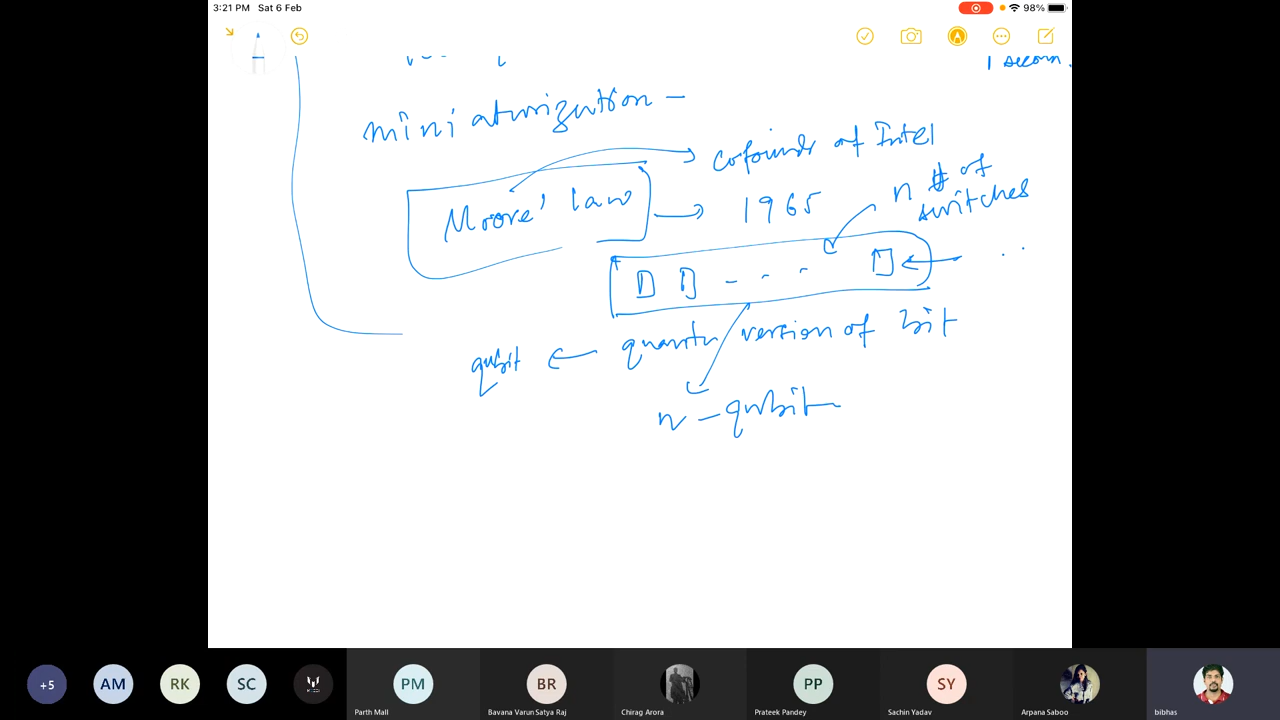 3:21 PM Sat 6 Feb
98%
1 second.
miniaturization -
cofounder of Intel
Moore' law
1965
n # of
switches
qubit ← quantum version of bit
n - qubit
+5
AM
RK
SC
PM
BR
PP
SY
Parth Mall
Bavana Varun Satya Raj
Chirag Arora
Prateek Pandey
Sachin Yadav
Arpana Saboo
bibhas